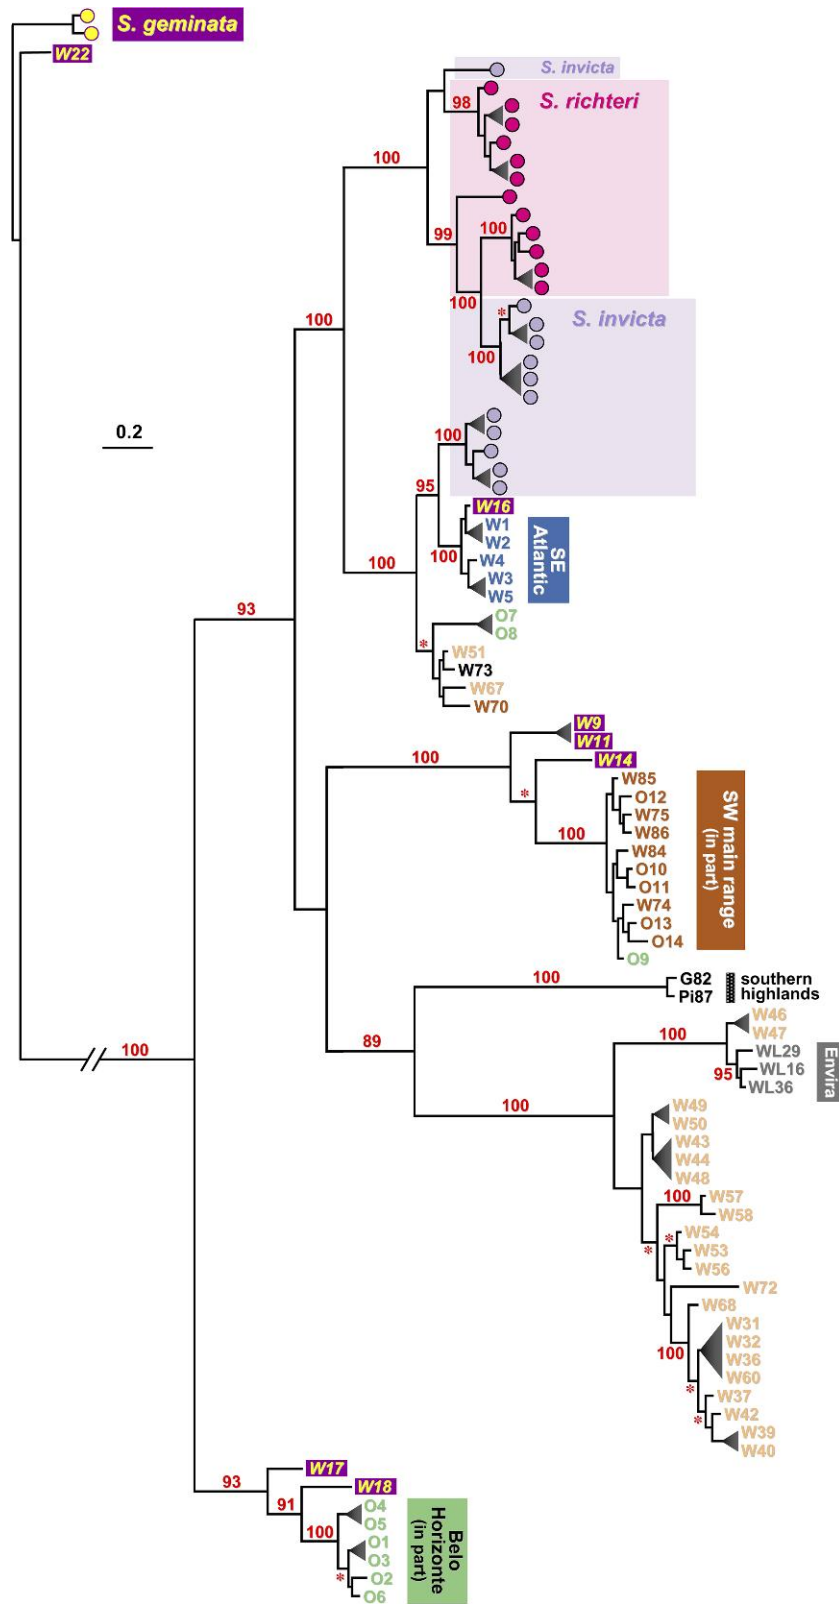 S. geminata
W22
S. invicta
98
S. richteri
100
99
100
100
100
*
S. invicta
100
0.2
100
95
W16
W1
W2
100
W4
W3
W5
SE
Atlantic
100
O7
O8
*
W51
W73
W67
W70
93
W9
W11
100
W14
*
W85
O12
W75
W86
100
W84
O10
O11
W74
O13
O14
O9
SW main range
(in part)
100
G82
Pi87
southern
highlands
89
W46
W47
100
WL29
95
WL16
WL36
Envira
100
100
W49
W50
W43
W44
W48
100
W57
W58
*
*
W54
W53
W56
W72
W68
100
W31
W32
W36
W60
*
W37
*
W42
W39
W40
93
W17
W18
91
O4
O5
100
O1
O3
*
O2
O6
Belo
Horizonte
(in part)